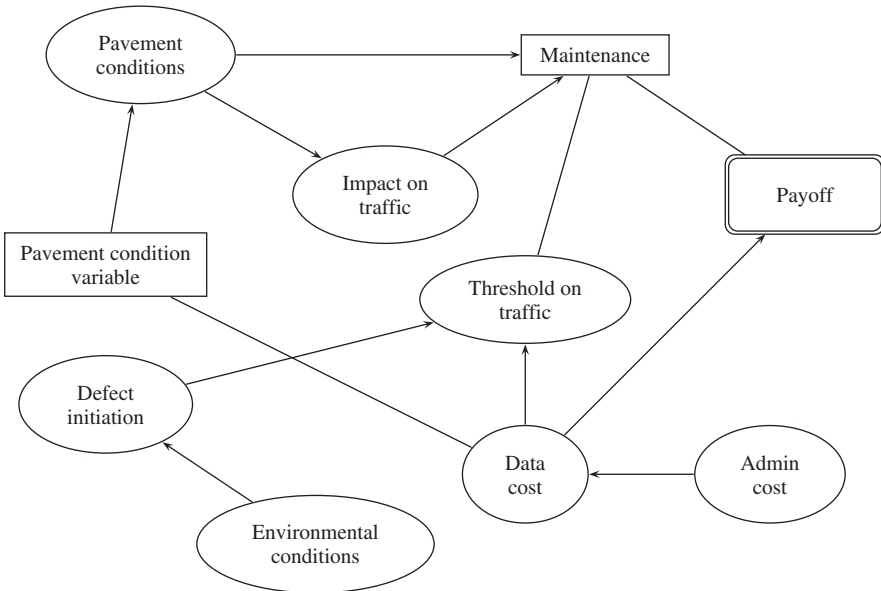 Pavement
conditions
Maintenance
Impact on
traffic
Payoff
Pavement condition
variable
Threshold on
traffic
Defect
initiation
Data
cost
Admin
cost
Environmental
conditions